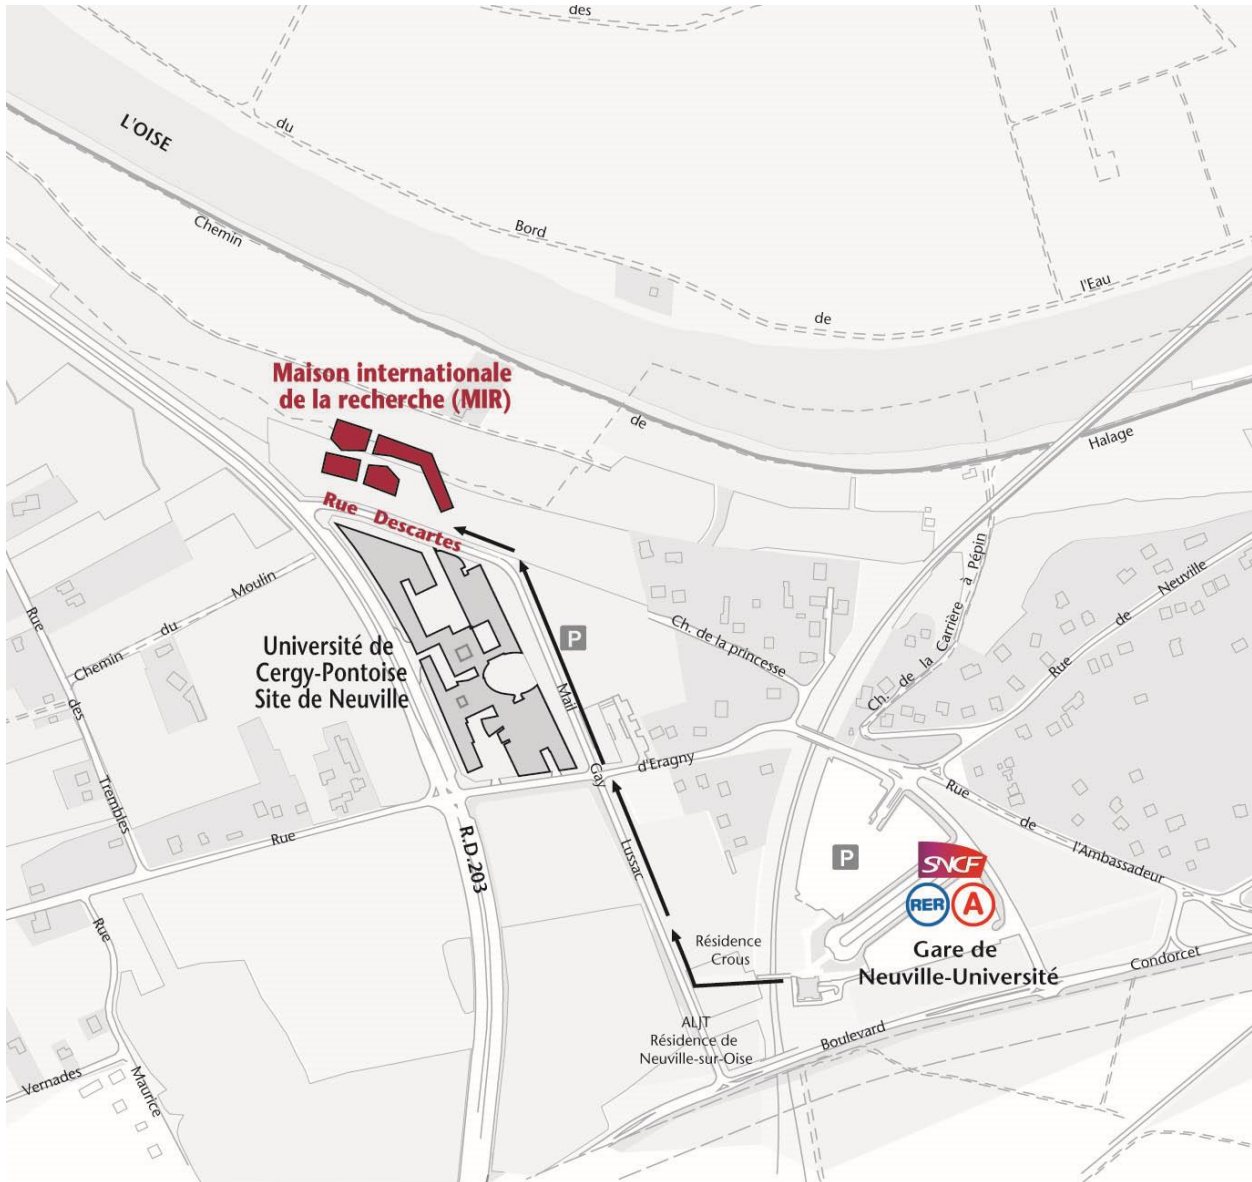 des
du
L'OISE
Chemin
Bord
de
l'Eau
Maison internationale
de la recherche (MIR)
de
Halage
Rue Descartes
Rue
Chemin
du
Moulin
des
Trembles
Université de
Cergy-Pontoise
Site de Neuville
P
Mail
Gay
Lussac
Ch. de la princesse
Ch. de la Carrière à Pépin
Rue
de
Neuville
Rue
d'Eragny
R.D.203
Rue
de
l'Ambassadeur
P
SNCF
RER
A
Gare de
Neuville-Université
Résidence
Crous
ALJT
Résidence de
Neuville-sur-Oise
Boulevard
Condorcet
Rue
Maurice
Vernades